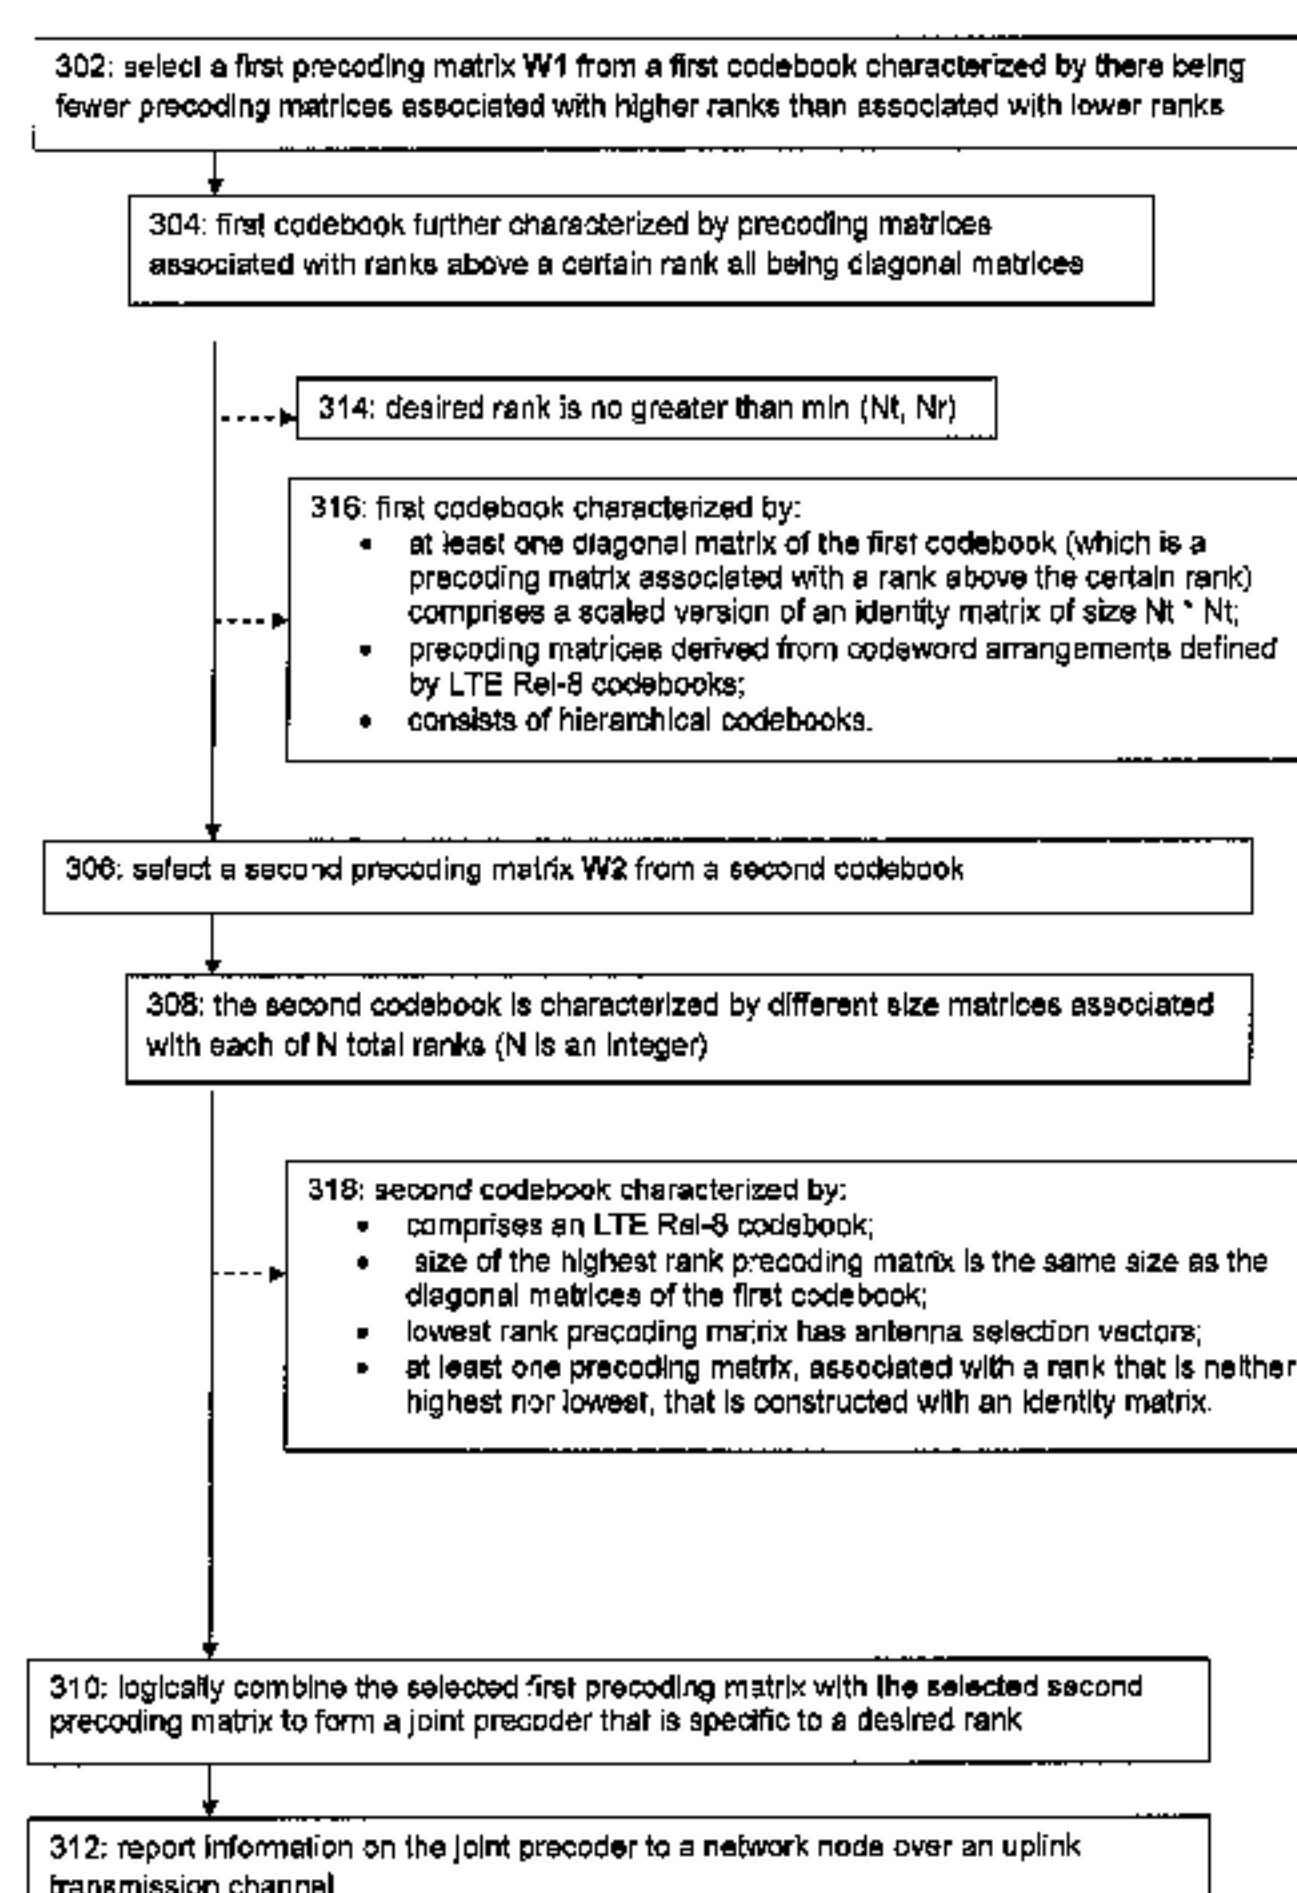 302: select a first precoding matrix W1 from a first codebook characterized by there being
fewer precoding matrices associated with higher ranks than associated with lower ranks
304: first codebook further characterized by precoding matrices
associated with ranks above a certain rank all being diagonal matrices
314: desired rank is no greater than min (Nt, Nr)
316: first codebook characterized by:
• at least one diagonal matrix of the first codebook (which is a
precoding matrix associated with a rank above the certain rank)
comprises a scaled version of an identity matrix of size Nt * Nt;
• precoding matrices derived from codeword arrangements defined
by LTE Rel-8 codebooks;
• consists of hierarchical codebooks.
306: select a second precoding matrix W2 from a second codebook
308: the second codebook is characterized by different size matrices associated
with each of N total ranks (N is an integer)
318: second codebook characterized by:
• comprises an LTE Rel-8 codebook;
• size of the highest rank precoding matrix is the same size as the
diagonal matrices of the first codebook;
• lowest rank precoding matrix has antenna selection vectors;
• at least one precoding matrix, associated with a rank that is neither
highest nor lowest, that is constructed with an identity matrix.
310: logically combine the selected first precoding matrix with the selected second
precoding matrix to form a joint precoder that is specific to a desired rank
312: report information on the joint precoder to a network node over an uplink
transmission channel